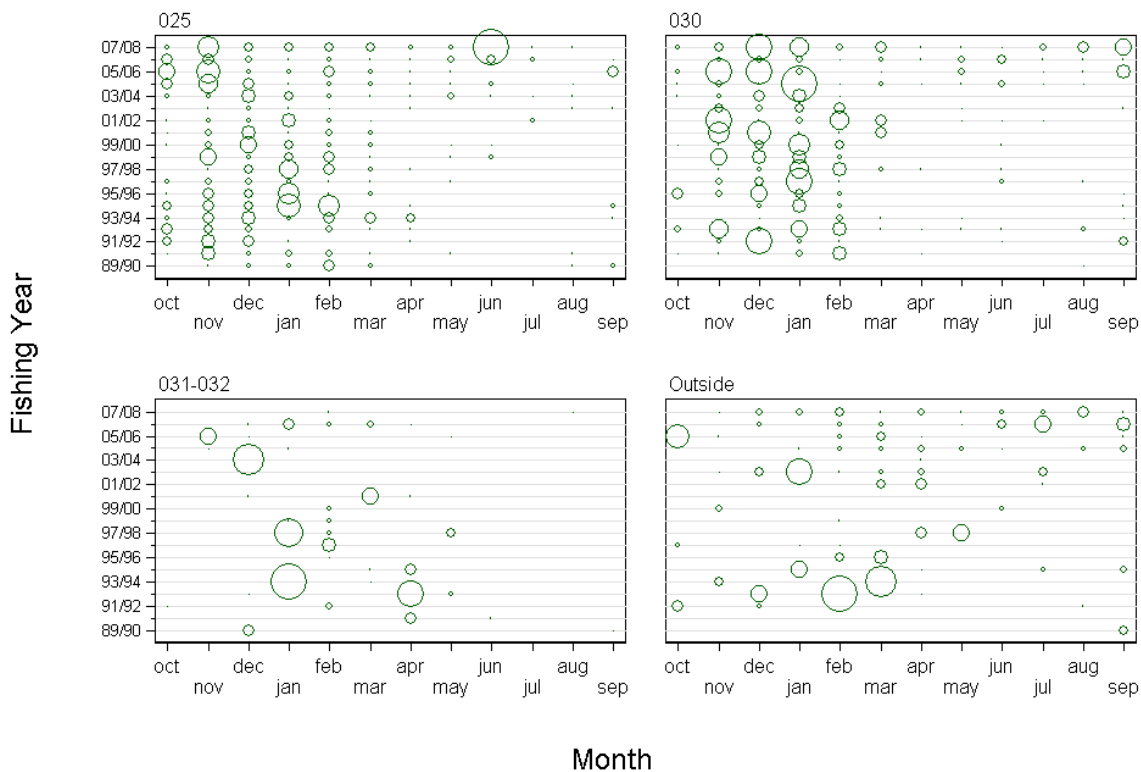 025
030
07/08
05/06
03/04
01/02
99/00
97/98
95/96
93/94
91/92
89/90
oct dec feb apr jun aug
nov jan mar may jul sep
oct dec feb apr jun aug
nov jan mar may jul sep
031-032
Outside
07/08
05/06
03/04
01/02
99/00
97/98
95/96
93/94
91/92
89/90
oct dec feb apr jun aug
nov jan mar may jul sep
oct dec feb apr jun aug
nov jan mar may jul sep
Fishing Year
Month